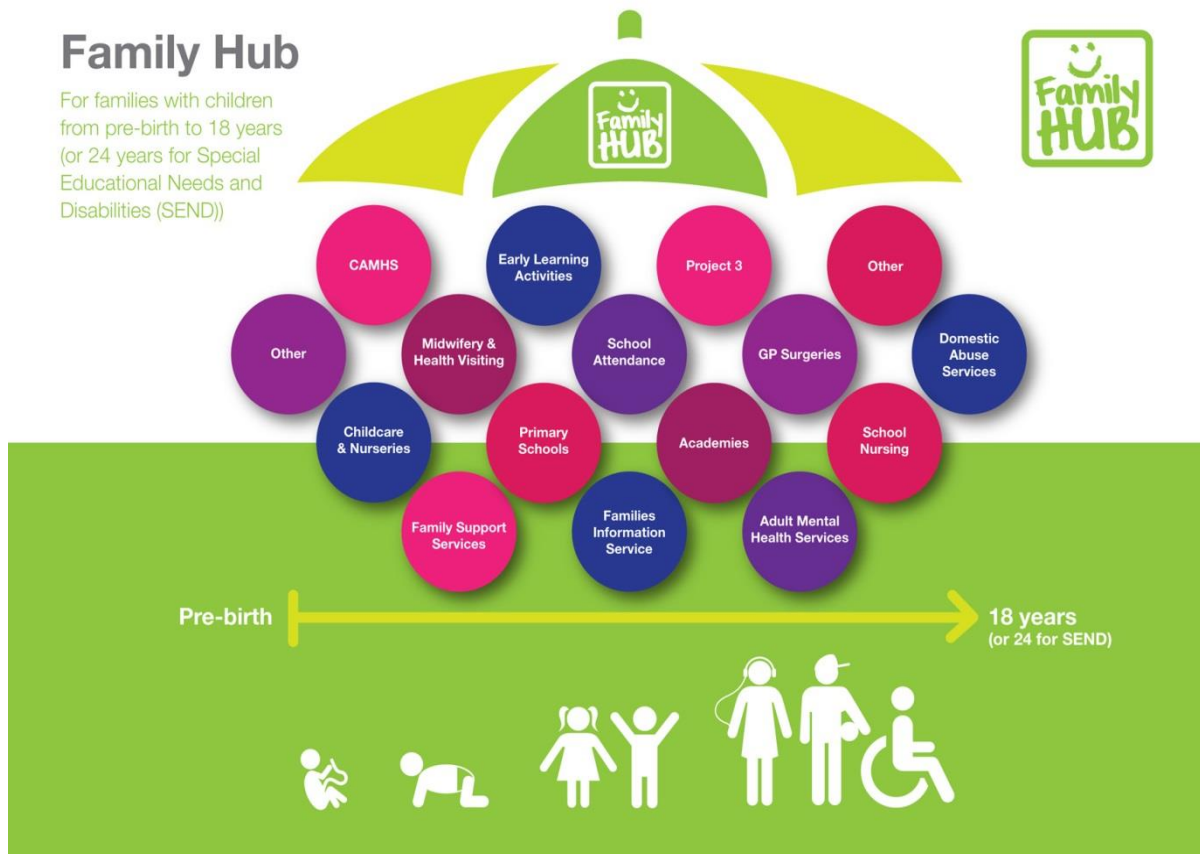 Family Hub
For families with children
from pre-birth to 18 years
(or 24 years for Special
Educational Needs and
Disabilities (SEND))
Family
HUB
Family
HUB
CAMHS
Early Learning
Activities
Project 3
Other
Other
Midwifery &
Health Visiting
School
Attendance
GP Surgeries
Domestic
Abuse
Services
Childcare
& Nurseries
Primary
Schools
Academies
School
Nursing
Family Support
Services
Families
Information
Service
Adult Mental
Health Services
Pre-birth
18 years
(or 24 for SEND)